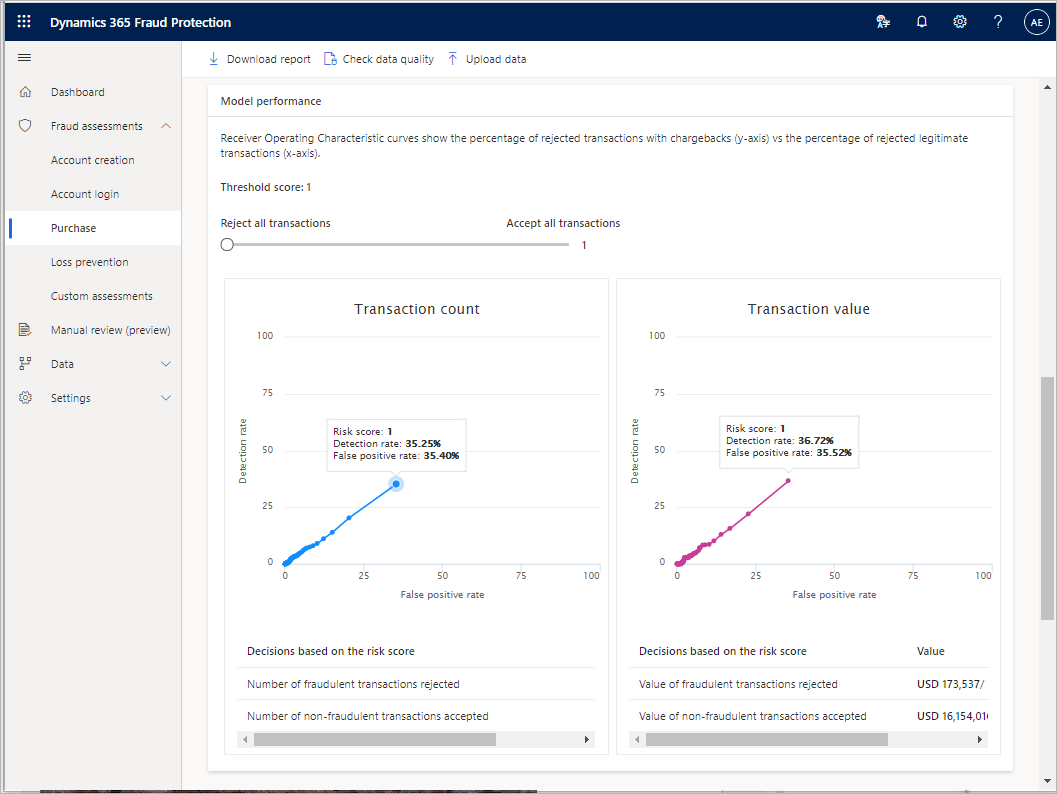 Dynamics 365 Fraud Protection
AE
Download report
Check data quality
Upload data
Dashboard
Fraud assessments
Account creation
Account login
Purchase
Loss prevention
Custom assessments
Manual review (preview)
Data
Settings
Model performance
Receiver Operating Characteristic curves show the percentage of rejected transactions with chargebacks (y-axis) vs the percentage of rejected legitimate
transactions (x-axis).
Threshold score: 1
Reject all transactions
Accept all transactions
1
Transaction count
100
75
50
25
0
Detection rate
Risk score: 1
Detection rate: 35.25%
False positive rate: 35.40%
0 25 50 75 100
False positive rate
Decisions based on the risk score
Number of fraudulent transactions rejected
Number of non-fraudulent transactions accepted
Transaction value
100
75
50
25
0
Detection rate
Risk score: 1
Detection rate: 36.72%
False positive rate: 35.52%
0 25 50 75 100
False positive rate
Decisions based on the risk score Value
Value of fraudulent transactions rejected USD 173,537/
Value of non-fraudulent transactions accepted USD 16,154,01